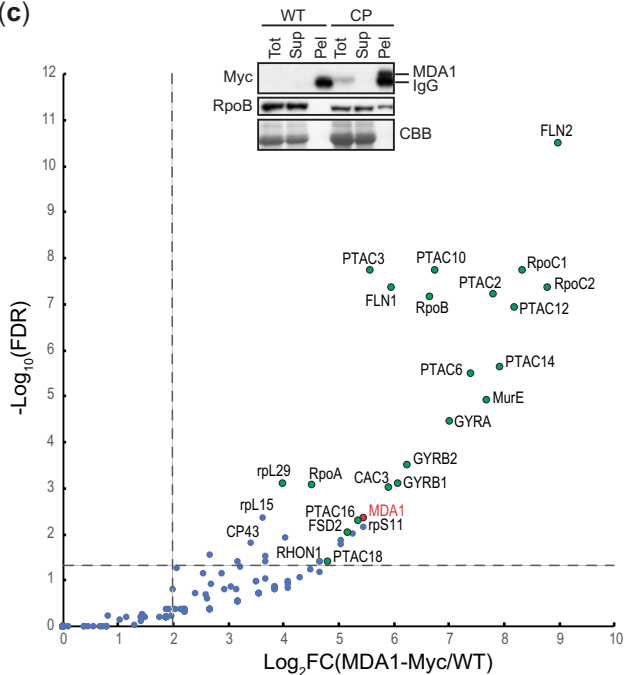 (c)
WT CP
Tot Sup Pel Tot Sup Pel
Myc MDA1
IgG
RpoB
CBB
12
11
10
9
8
7
6
5
4
3
2
1
0
-Log10(FDR)
FLN2
PTAC3 PTAC10 RpoC1
FLN1 RpoB PTAC2 RpoC2
PTAC12
PTAC6 PTAC14
MurE
GYRA
GYRB2
rpL29 RpoA CAC3 GYRB1
rpL15 PTAC16 MDA1
CP43 FSD2 rpS11
RHON1 PTAC18
0 1 2 3 4 5 6 7 8 9 10
Log2FC(MDA1-Myc/WT)